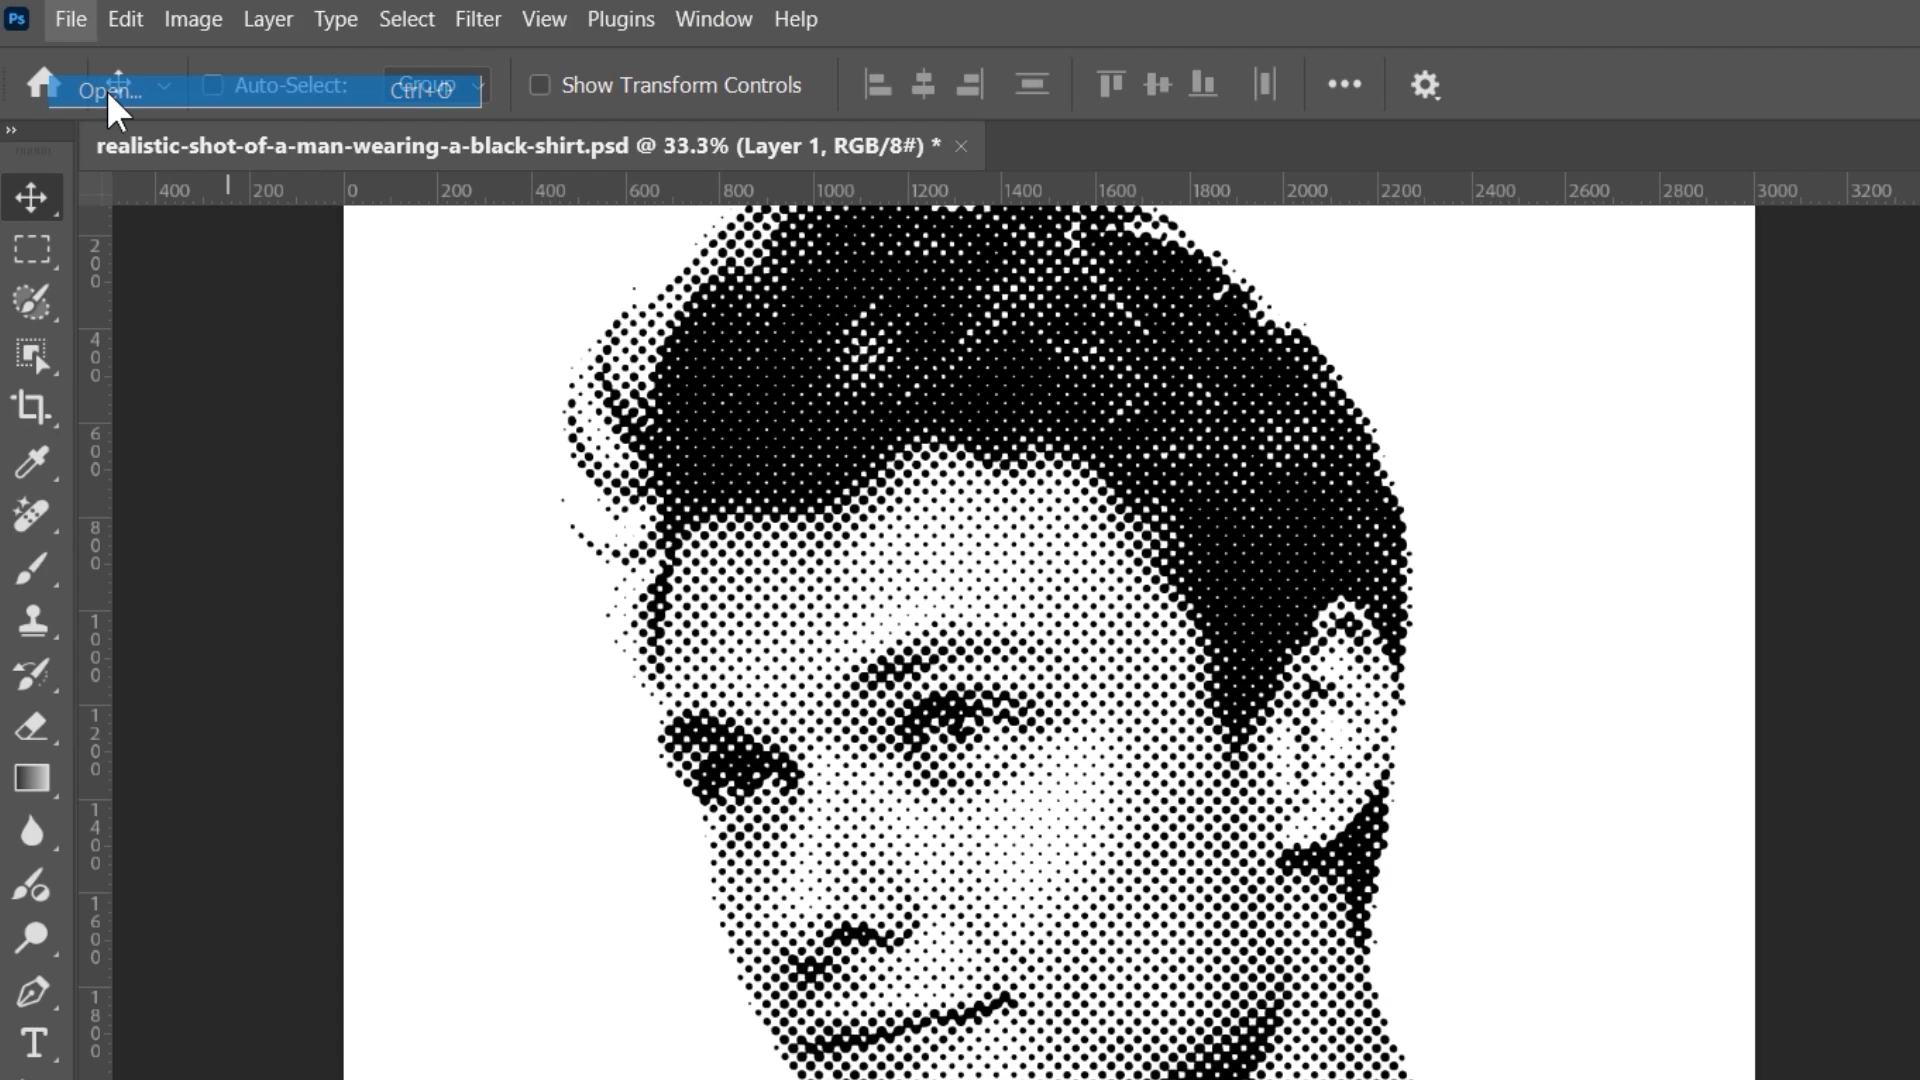 Ps File Edit Image Layer Type Select Filter View Plugins Window Help
Open... Ctrl+O Auto-Select: Group Show Transform Controls
realistic-shot-of-a-man-wearing-a-black-shirt.psd @ 33.3% (Layer 1, RGB/8#) * ×
400 200 0 200 400 600 800 1000 1200 1400 1600 1800 2000 2200 2400 2600 2800 3000 3200
200
400
600
800
1000
1200
1400
1600
1800